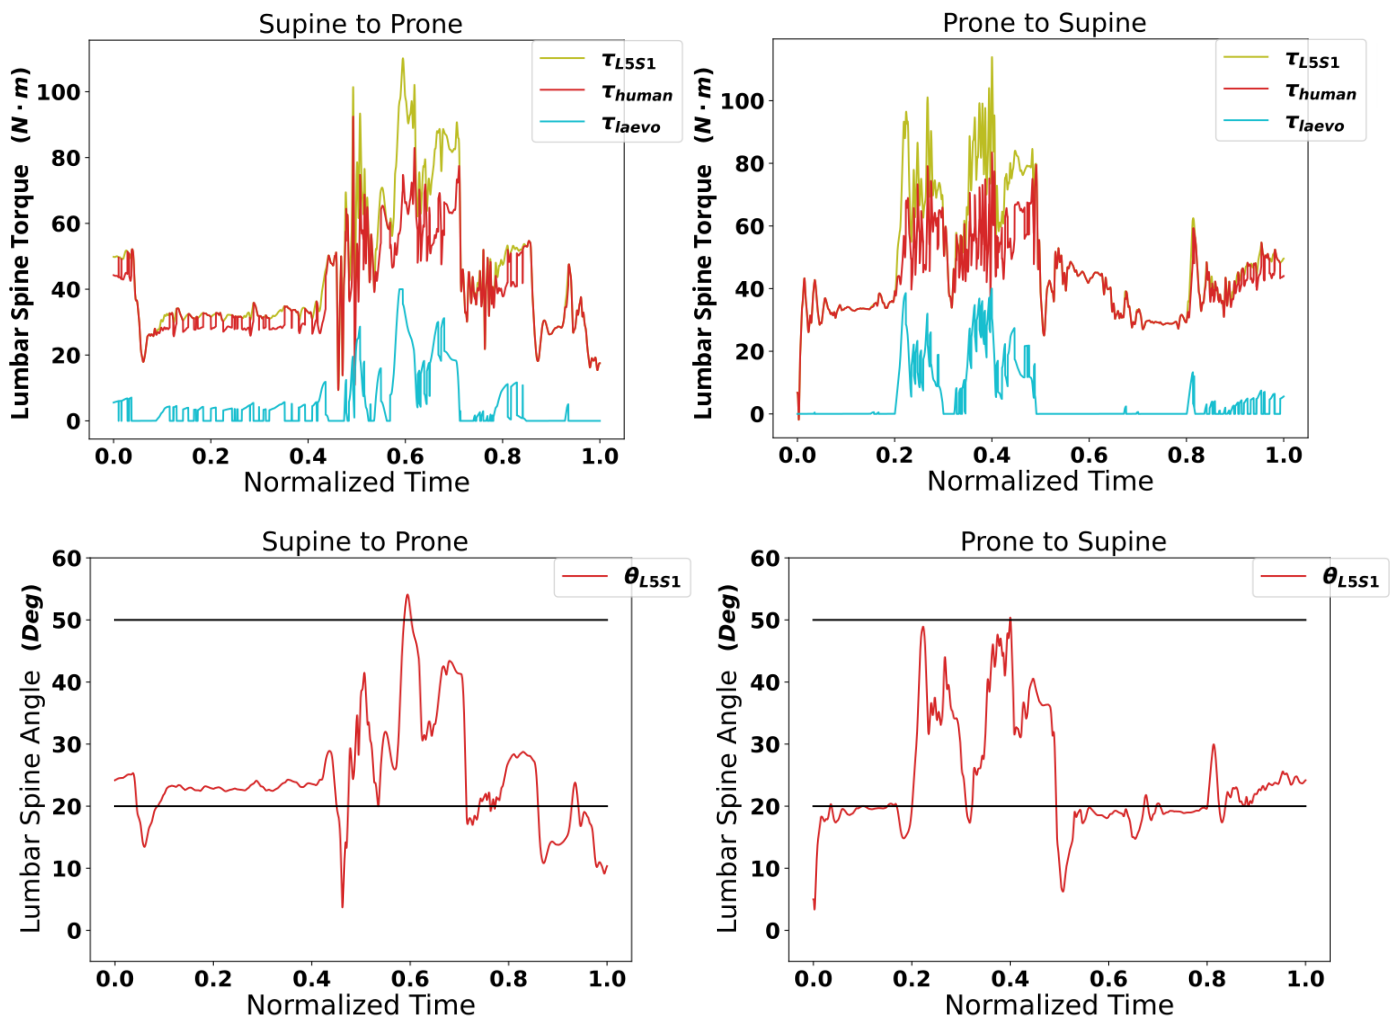 Supine to Prone
Lumbar Spine Torque (N · m)
100
80
60
40
20
0
τL5S1
τhuman
τlaevo
0.0 0.2 0.4 0.6 0.8 1.0
Normalized Time
Prone to Supine
Lumbar Spine Torque (N · m)
100
80
60
40
20
0
τL5S1
τhuman
τlaevo
0.0 0.2 0.4 0.6 0.8 1.0
Normalized Time
Supine to Prone
Lumbar Spine Angle (Deg)
60
50
40
30
20
10
0
θL5S1
0.0 0.2 0.4 0.6 0.8 1.0
Normalized Time
Prone to Supine
Lumbar Spine Angle (Deg)
60
50
40
30
20
10
0
θL5S1
0.0 0.2 0.4 0.6 0.8 1.0
Normalized Time